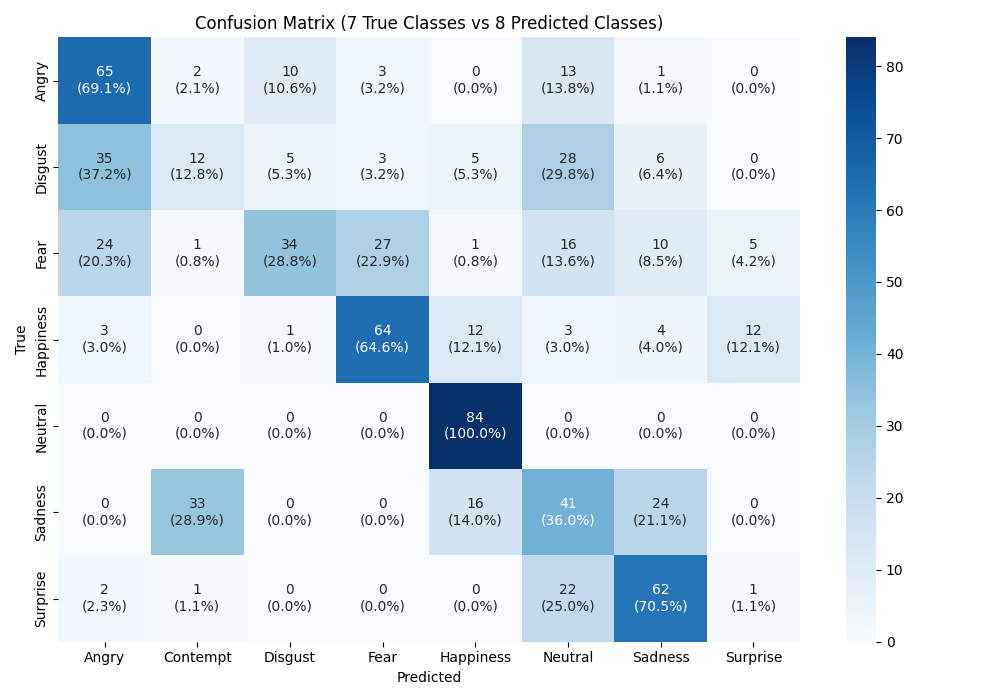 Confusion Matrix (7 True Classes vs 8 Predicted Classes)
True
Angry
65 2 10 3 0 13 1 0
(69.1%) (2.1%) (10.6%) (3.2%) (0.0%) (13.8%) (1.1%) (0.0%)
Disgust
35 12 5 3 5 28 6 0
(37.2%) (12.8%) (5.3%) (3.2%) (5.3%) (29.8%) (6.4%) (0.0%)
Fear
24 1 34 27 1 16 10 5
(20.3%) (0.8%) (28.8%) (22.9%) (0.8%) (13.6%) (8.5%) (4.2%)
Happiness
3 0 1 64 12 3 4 12
(3.0%) (0.0%) (1.0%) (64.6%) (12.1%) (3.0%) (4.0%) (12.1%)
Neutral
0 0 0 0 84 0 0 0
(0.0%) (0.0%) (0.0%) (0.0%) (100.0%) (0.0%) (0.0%) (0.0%)
Sadness
0 33 0 0 16 41 24 0
(0.0%) (28.9%) (0.0%) (0.0%) (14.0%) (36.0%) (21.1%) (0.0%)
Surprise
2 1 0 0 0 22 62 1
(2.3%) (1.1%) (0.0%) (0.0%) (0.0%) (25.0%) (70.5%) (1.1%)
Angry Contempt Disgust Fear Happiness Neutral Sadness Surprise
Predicted
80
70
60
50
40
30
20
10
0